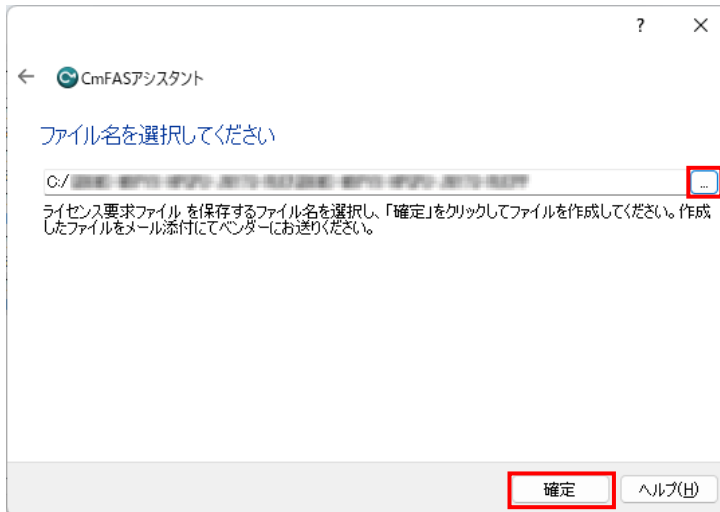 ?
CmFASアシスタント
ファイル名を選択してください
C:/
...
ライセンス要求ファイル を保存するファイル名を選択し、「確定」をクリックしてファイルを作成してください。作成
したファイルをメール添付にてベンダーにお送りください。
確定
ヘルプ(H)